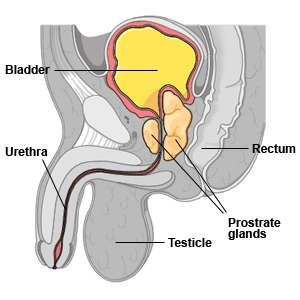 Bladder
Urethra
Rectum
Prostrate
glands
Testicle